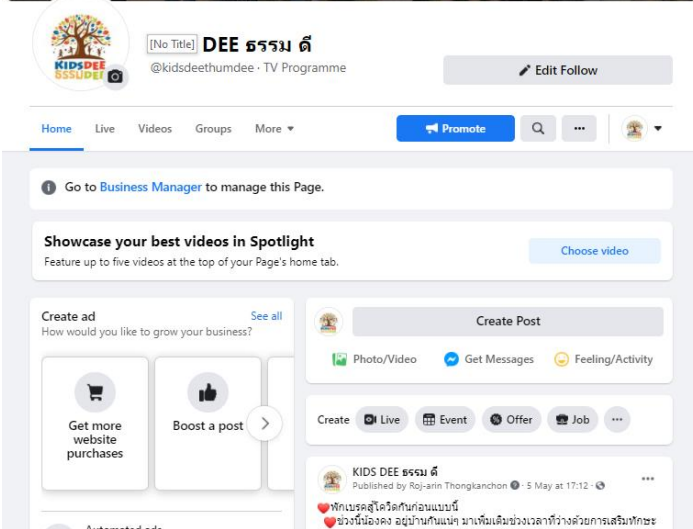 KIDSDEE
ธรรมDEE
[No Title] DEE ธรรม ดี
@kidsdeethumdee · TV Programme
Edit Follow
Home Live Videos Groups More
Promote
Go to Business Manager to manage this Page.
Showcase your best videos in Spotlight
Feature up to five videos at the top of your Page's home tab.
Choose video
Create ad See all
How would you like to grow your business?
Get more
website
purchases
Boost a post
Create Post
Photo/Video Get Messages Feeling/Activity
Create Live Event Offer Job
KIDS DEE ธรรม ดี
Published by Roj-arin Thongkanchon · 5 May at 17:12 ·
พักเบรคสู้โควิดกันก่อนแบบนี้
ช่วงนี้น้องคง อยู่บ้านกันแน่ๆ มาเพิ่มเติมช่วงเวลาที่ว่างด้วยการเสริมทักษะ
Automated ads